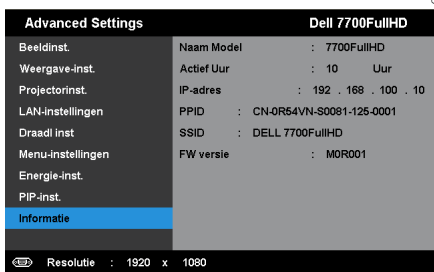 Advanced Settings Dell 7700FullHD
Beeldinst. Naam Model : 7700FullHD
Weergave-inst. Actief Uur : 10 Uur
Projectorinst. IP-adres : 192 . 168 . 100 . 10
LAN-instellingen PPID : CN-0R54VN-S0081-125-0001
Draadl inst SSID : DELL 7700FullHD
Menu-instellingen FW versie : M0R001
Energie-inst.
PIP-inst.
Informatie
Resolutie : 1920 x 1080